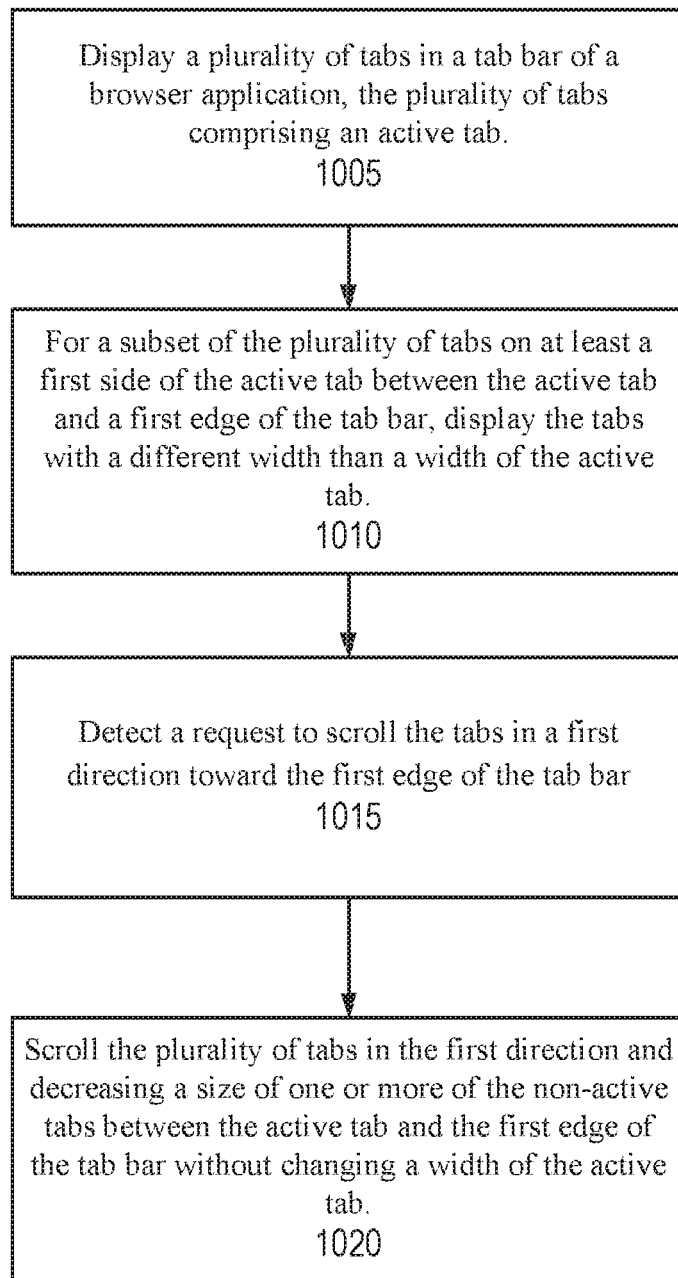 Display a plurality of tabs in a tab bar of a
browser application, the plurality of tabs
comprising an active tab.
1005
For a subset of the plurality of tabs on at least a
first side of the active tab between the active tab
and a first edge of the tab bar, display the tabs
with a different width than a width of the active
tab.
1010
Detect a request to scroll the tabs in a first
direction toward the first edge of the tab bar
1015
Scroll the plurality of tabs in the first direction and
decreasing a size of one or more of the non-active
tabs between the active tab and the first edge of
the tab bar without changing a width of the active
tab.
1020